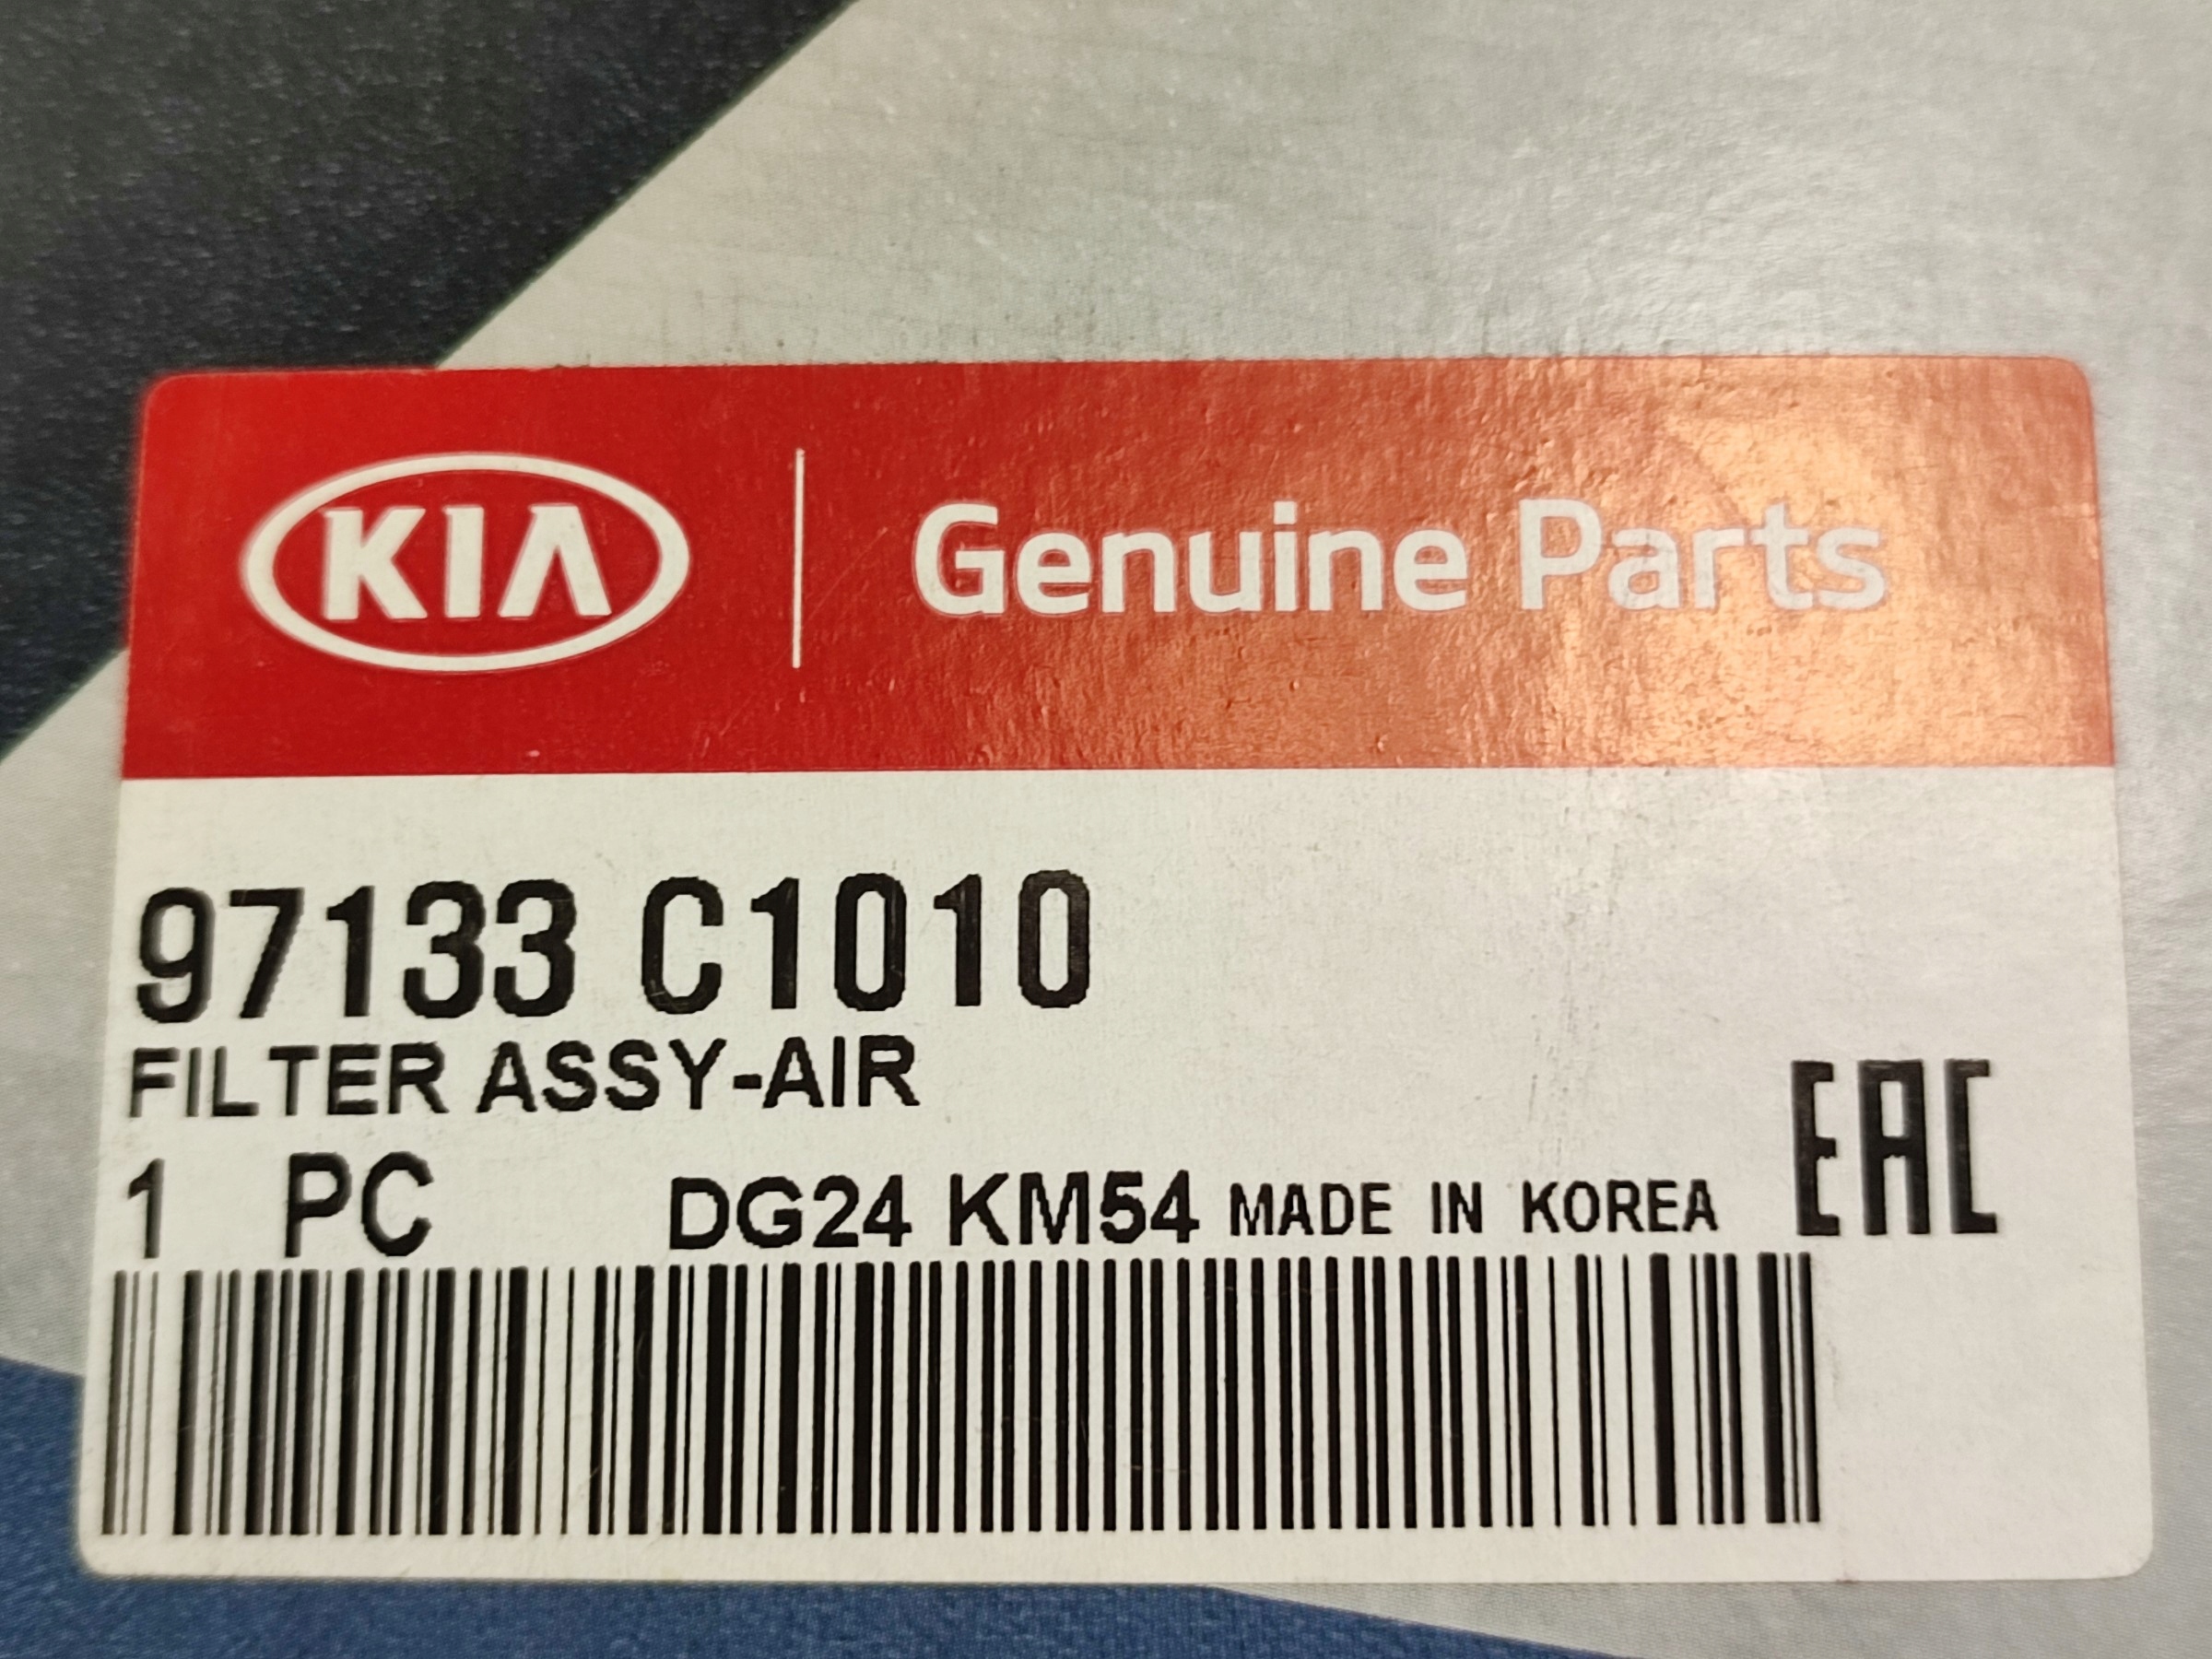 KIA Genuine Parts
97133 C1010
FILTER ASSY-AIR
1 PC DG24 KM54 MADE IN KOREA EAC